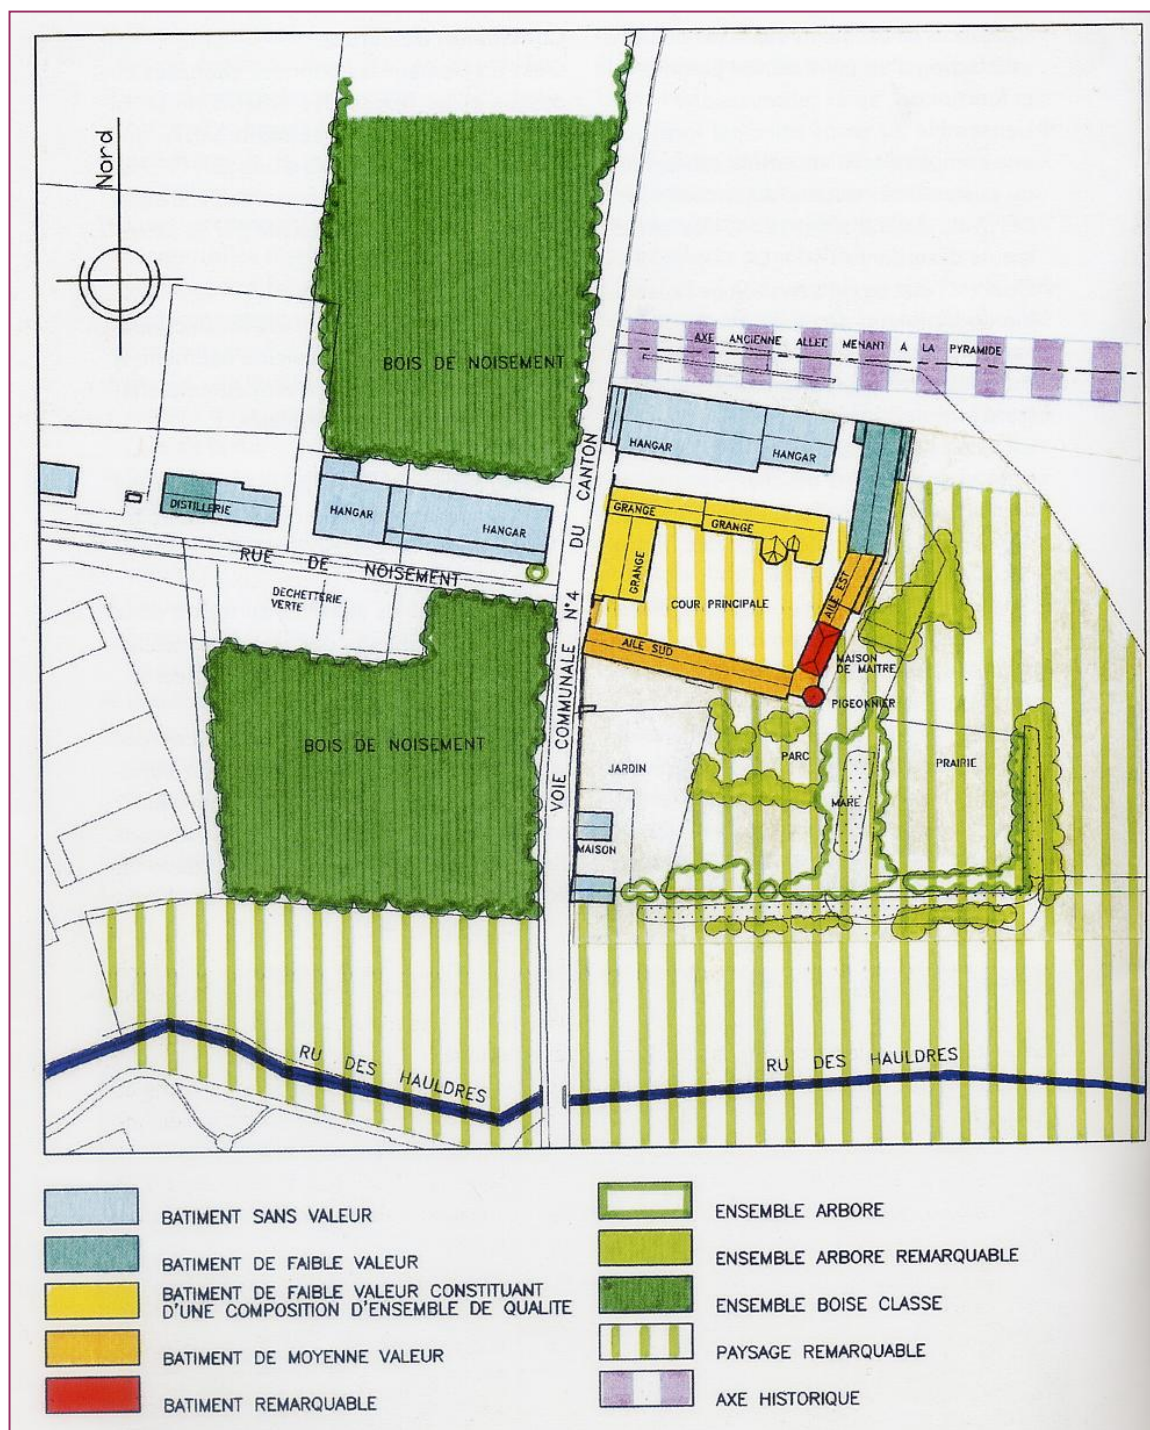 Nord
AXE ANCIENNE ALLEE MENANT A LA PYRAMIDE
BOIS DE NOISEMENT
HANGAR
HANGAR
DISTILLERIE
HANGAR
HANGAR
GRANGE
GRANGE
GRANGE
RUE DE NOISEMENT
DECHETTERIE
VERTE
COUR PRINCIPALE
AILE EST
AILE SUD
MAISON
DE MAITRE
PIGEONNIER
VOIE COMMUNALE N°4 DU CANTON
BOIS DE NOISEMENT
JARDIN
PARC
PRAIRIE
MARE
MAISON
RU DES HAULDRES
RU DES HAULDRES
BATIMENT SANS VALEUR
BATIMENT DE FAIBLE VALEUR
BATIMENT DE FAIBLE VALEUR CONSTITUANT
D'UNE COMPOSITION D'ENSEMBLE DE QUALITE
BATIMENT DE MOYENNE VALEUR
BATIMENT REMARQUABLE
ENSEMBLE ARBORE
ENSEMBLE ARBORE REMARQUABLE
ENSEMBLE BOISE CLASSE
PAYSAGE REMARQUABLE
AXE HISTORIQUE